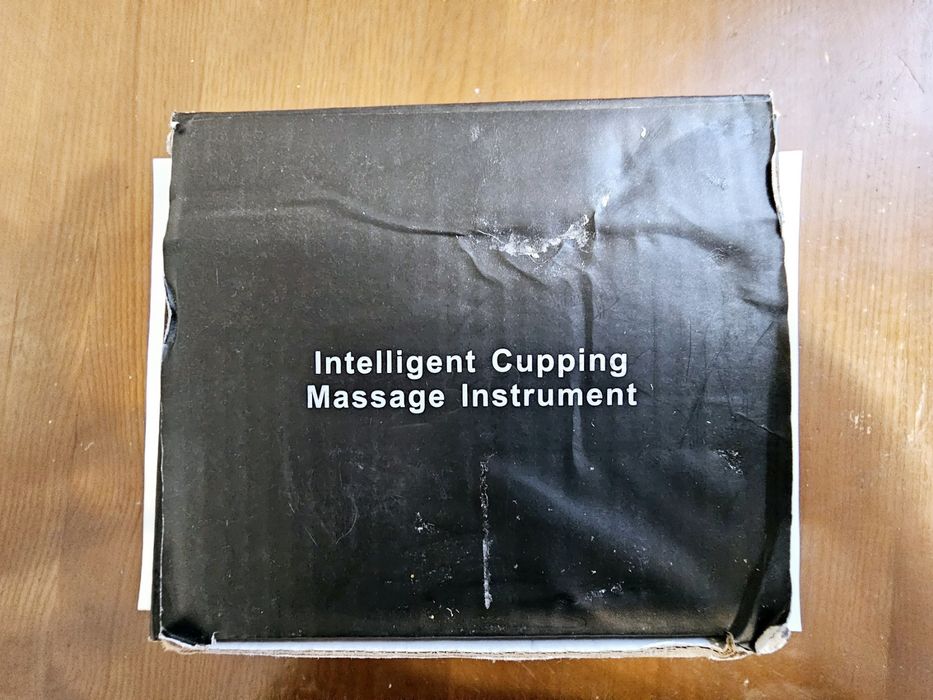 Intelligent Cupping
Massage Instrument